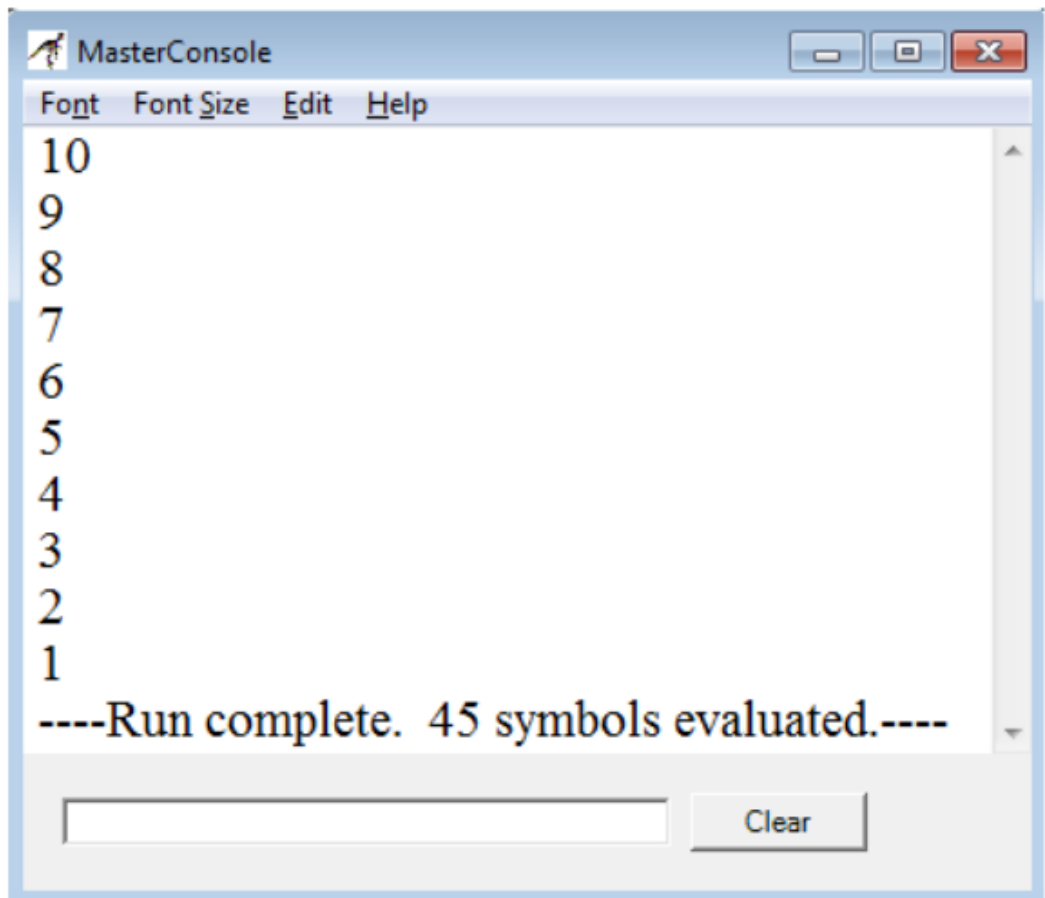 MasterConsole
Font Font Size Edit Help
10
9
8
7
6
5
4
3
2
1
----Run complete.  45 symbols evaluated.----
Clear